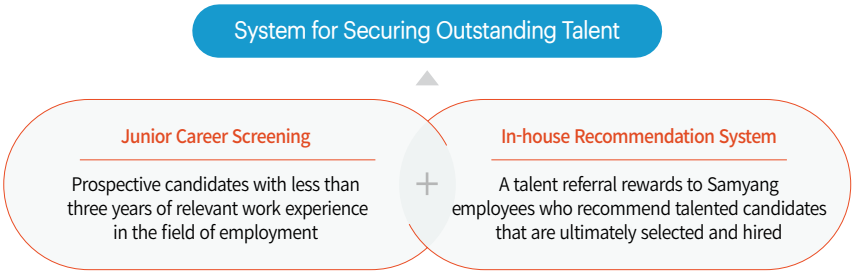 System for Securing Outstanding Talent
Junior Career Screening
Prospective candidates with less than
three years of relevant work experience
in the field of employment
+
In-house Recommendation System
A talent referral rewards to Samyang
employees who recommend talented candidates
that are ultimately selected and hired